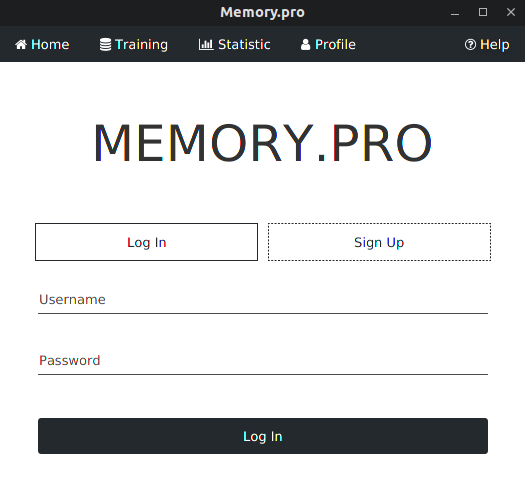 Memory.pro
Home Training Statistic Profile Help
MEMORY.PRO
Log In Sign Up
Username
Password
Log In